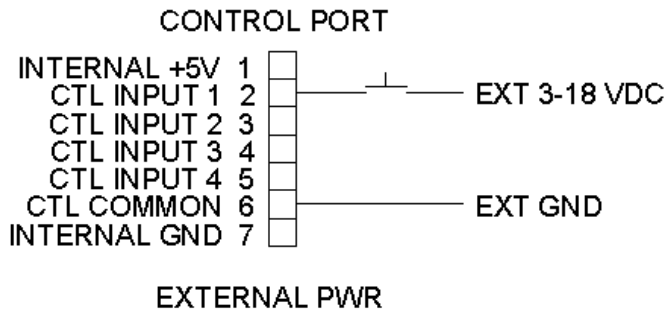 CONTROL PORT
INTERNAL +5V 1
CTL INPUT 1 2 EXT 3-18 VDC
CTL INPUT 2 3
CTL INPUT 3 4
CTL INPUT 4 5
CTL COMMON 6 EXT GND
INTERNAL GND 7
EXTERNAL PWR